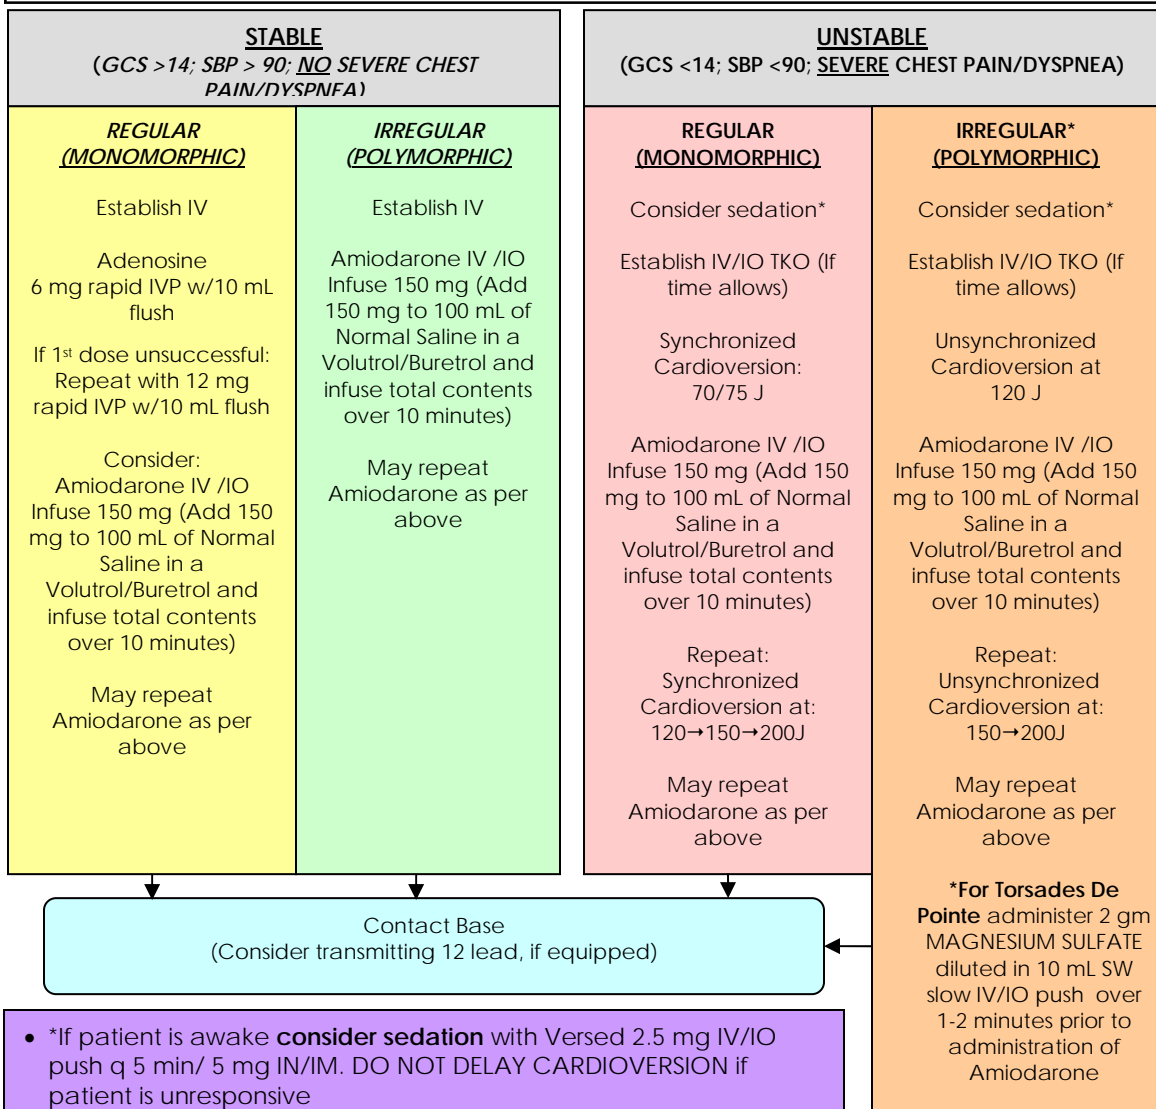 STABLE
(GCS >14; SBP > 90; NO SEVERE CHEST
PAIN/DYSPNEA)
UNSTABLE
(GCS <14; SBP <90; SEVERE CHEST PAIN/DYSPNEA)
REGULAR
(MONOMORPHIC)
Establish IV
Adenosine
6 mg rapid IVP w/10 mL
flush
If 1st dose unsuccessful:
Repeat with 12 mg
rapid IVP w/10 mL flush
Consider:
Amiodarone IV /IO
Infuse 150 mg (Add 150
mg to 100 mL of Normal
Saline in a
Volutrol/Buretrol and
infuse total contents
over 10 minutes)
May repeat
Amiodarone as per
above
IRREGULAR
(POLYMORPHIC)
Establish IV
Amiodarone IV /IO
Infuse 150 mg (Add
150 mg to 100 mL of
Normal Saline in a
Volutrol/Buretrol and
infuse total contents
over 10 minutes)
May repeat
Amiodarone as per
above
REGULAR
(MONOMORPHIC)
Consider sedation*
Establish IV/IO TKO (If
time allows)
Synchronized
Cardioversion:
70/75 J
Amiodarone IV /IO
Infuse 150 mg (Add 150
mg to 100 mL of Normal
Saline in a
Volutrol/Buretrol and
infuse total contents
over 10 minutes)
Repeat:
Synchronized
Cardioversion at:
120→150→200J
May repeat
Amiodarone as per
above
IRREGULAR*
(POLYMORPHIC)
Consider sedation*
Establish IV/IO TKO (If
time allows)
Unsynchronized
Cardioversion at
120 J
Amiodarone IV /IO
Infuse 150 mg (Add 150
mg to 100 mL of Normal
Saline in a
Volutrol/Buretrol and
infuse total contents
over 10 minutes)
Repeat:
Unsynchronized
Cardioversion at:
150→200J
May repeat
Amiodarone as per
above
*For Torsades De
Pointe administer 2 gm
MAGNESIUM SULFATE
diluted in 10 mL SW
slow IV/IO push over
1-2 minutes prior to
administration of
Amiodarone
Contact Base
(Consider transmitting 12 lead, if equipped)
• *If patient is awake consider sedation with Versed 2.5 mg IV/IO
push q 5 min/ 5 mg IN/IM. DO NOT DELAY CARDIOVERSION if
patient is unresponsive